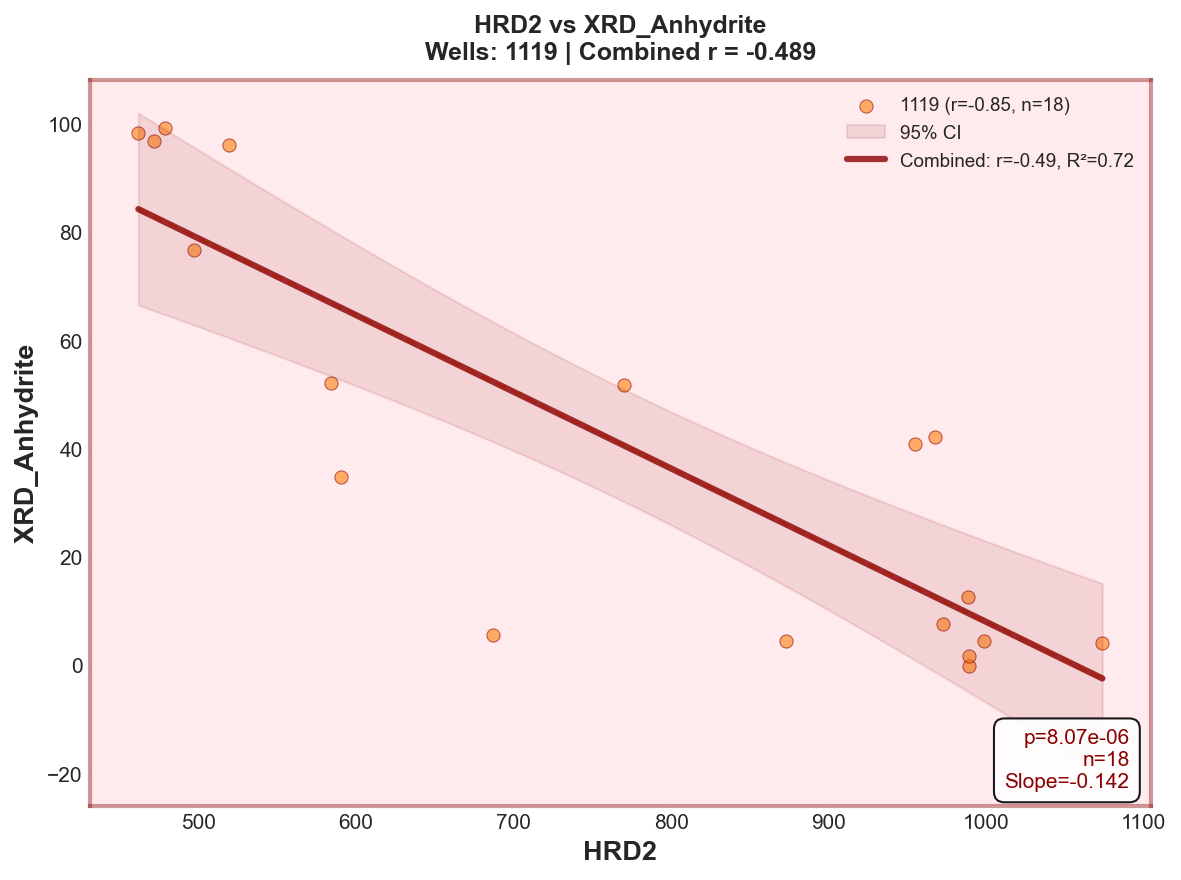 HRD2 vs XRD_Anhydrite
Wells: 1119 | Combined r = -0.489
1119 (r=-0.85, n=18)
95% CI
Combined: r=-0.49, R²=0.72
XRD_Anhydrite
100
80
60
40
20
0
−20
p=8.07e-06
n=18
Slope=-0.142
500 600 700 800 900 1000 1100
HRD2